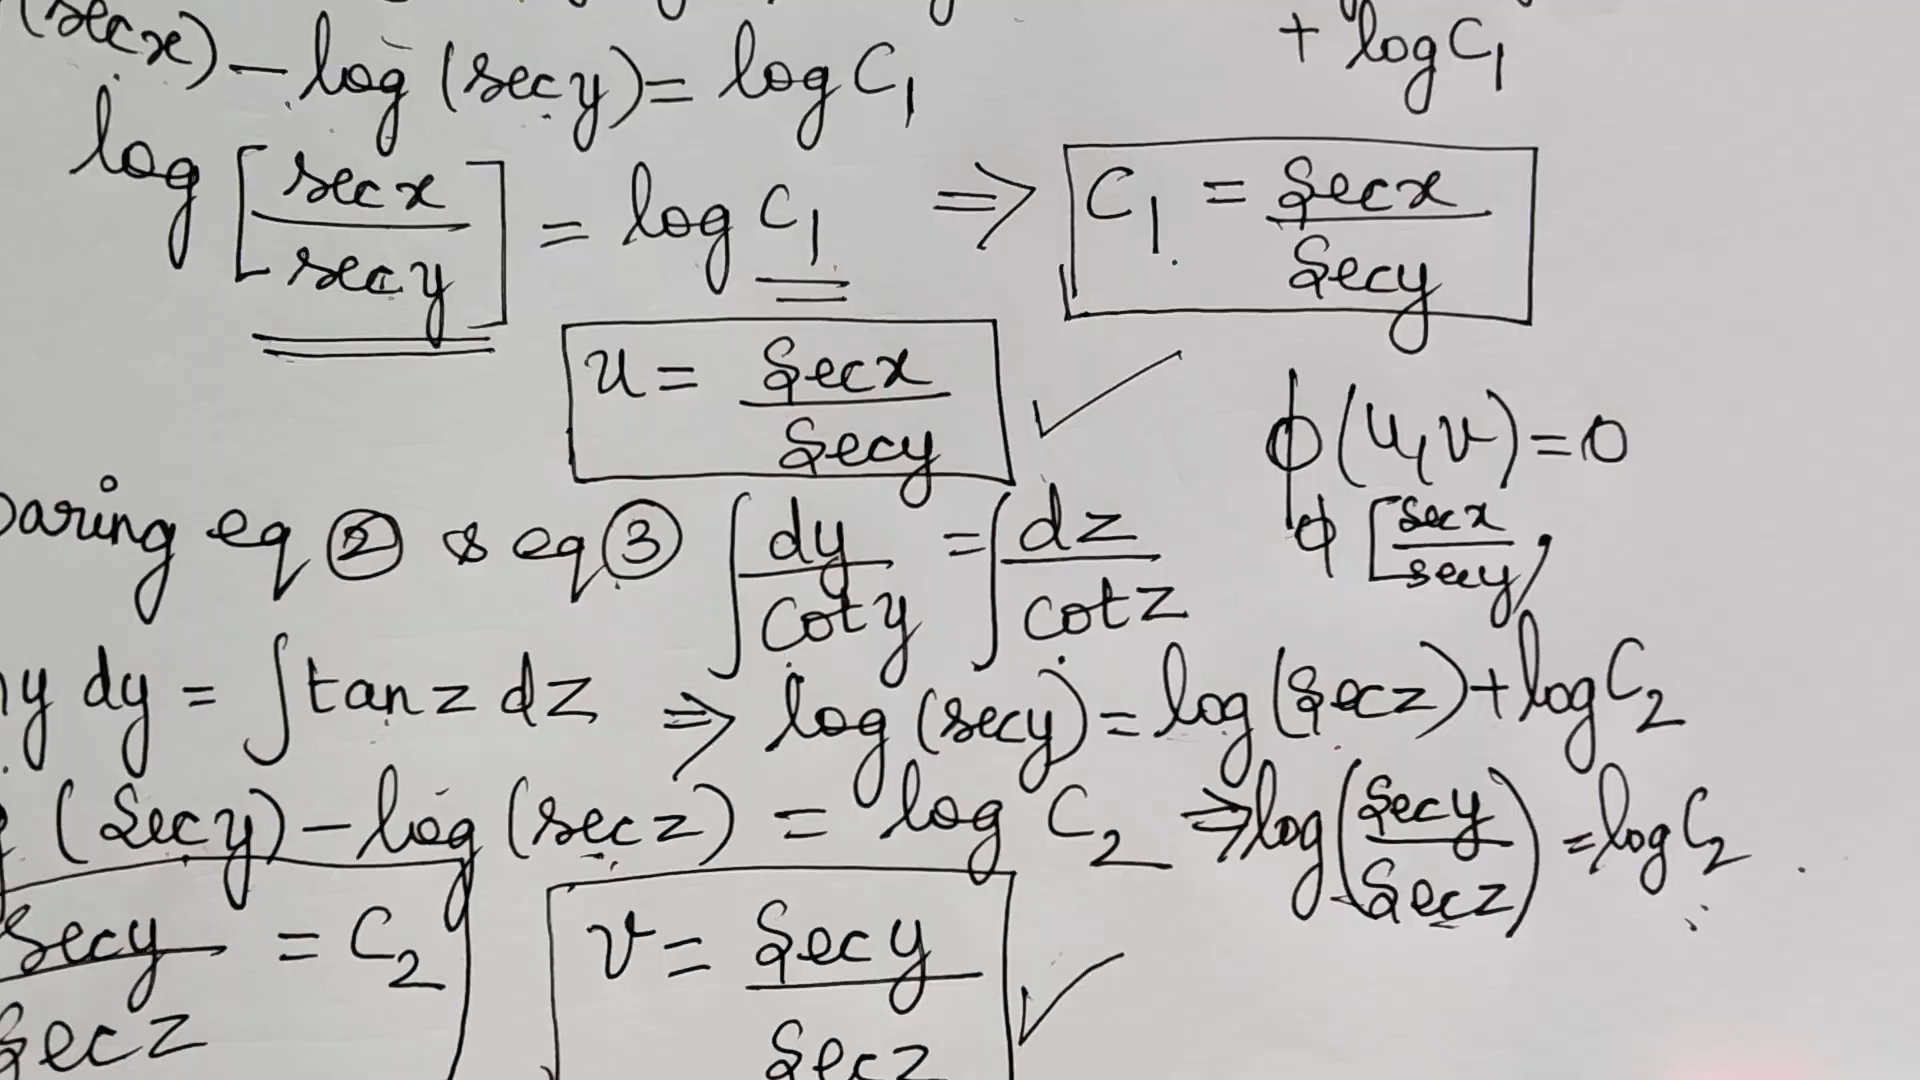 (secx) - log (secy) = log C1
+ log C1
log [secx/secy] = log C1 ⇒ C1 = Secx/Secy
u = Secx/Secy
ϕ(u, v) = 0
ϕ [secx/secy,
paring eq ② & eq ③ ∫ dy/Coty = ∫ dz/cotz
y dy = ∫ tan z dz ⇒ log (secy) = log (Secz) + log C2
(Secy) - log (secz) = log C2 ⇒ log (Secy/Secz) = log C2
Secy/Secz = C2
v = Secy/Secz